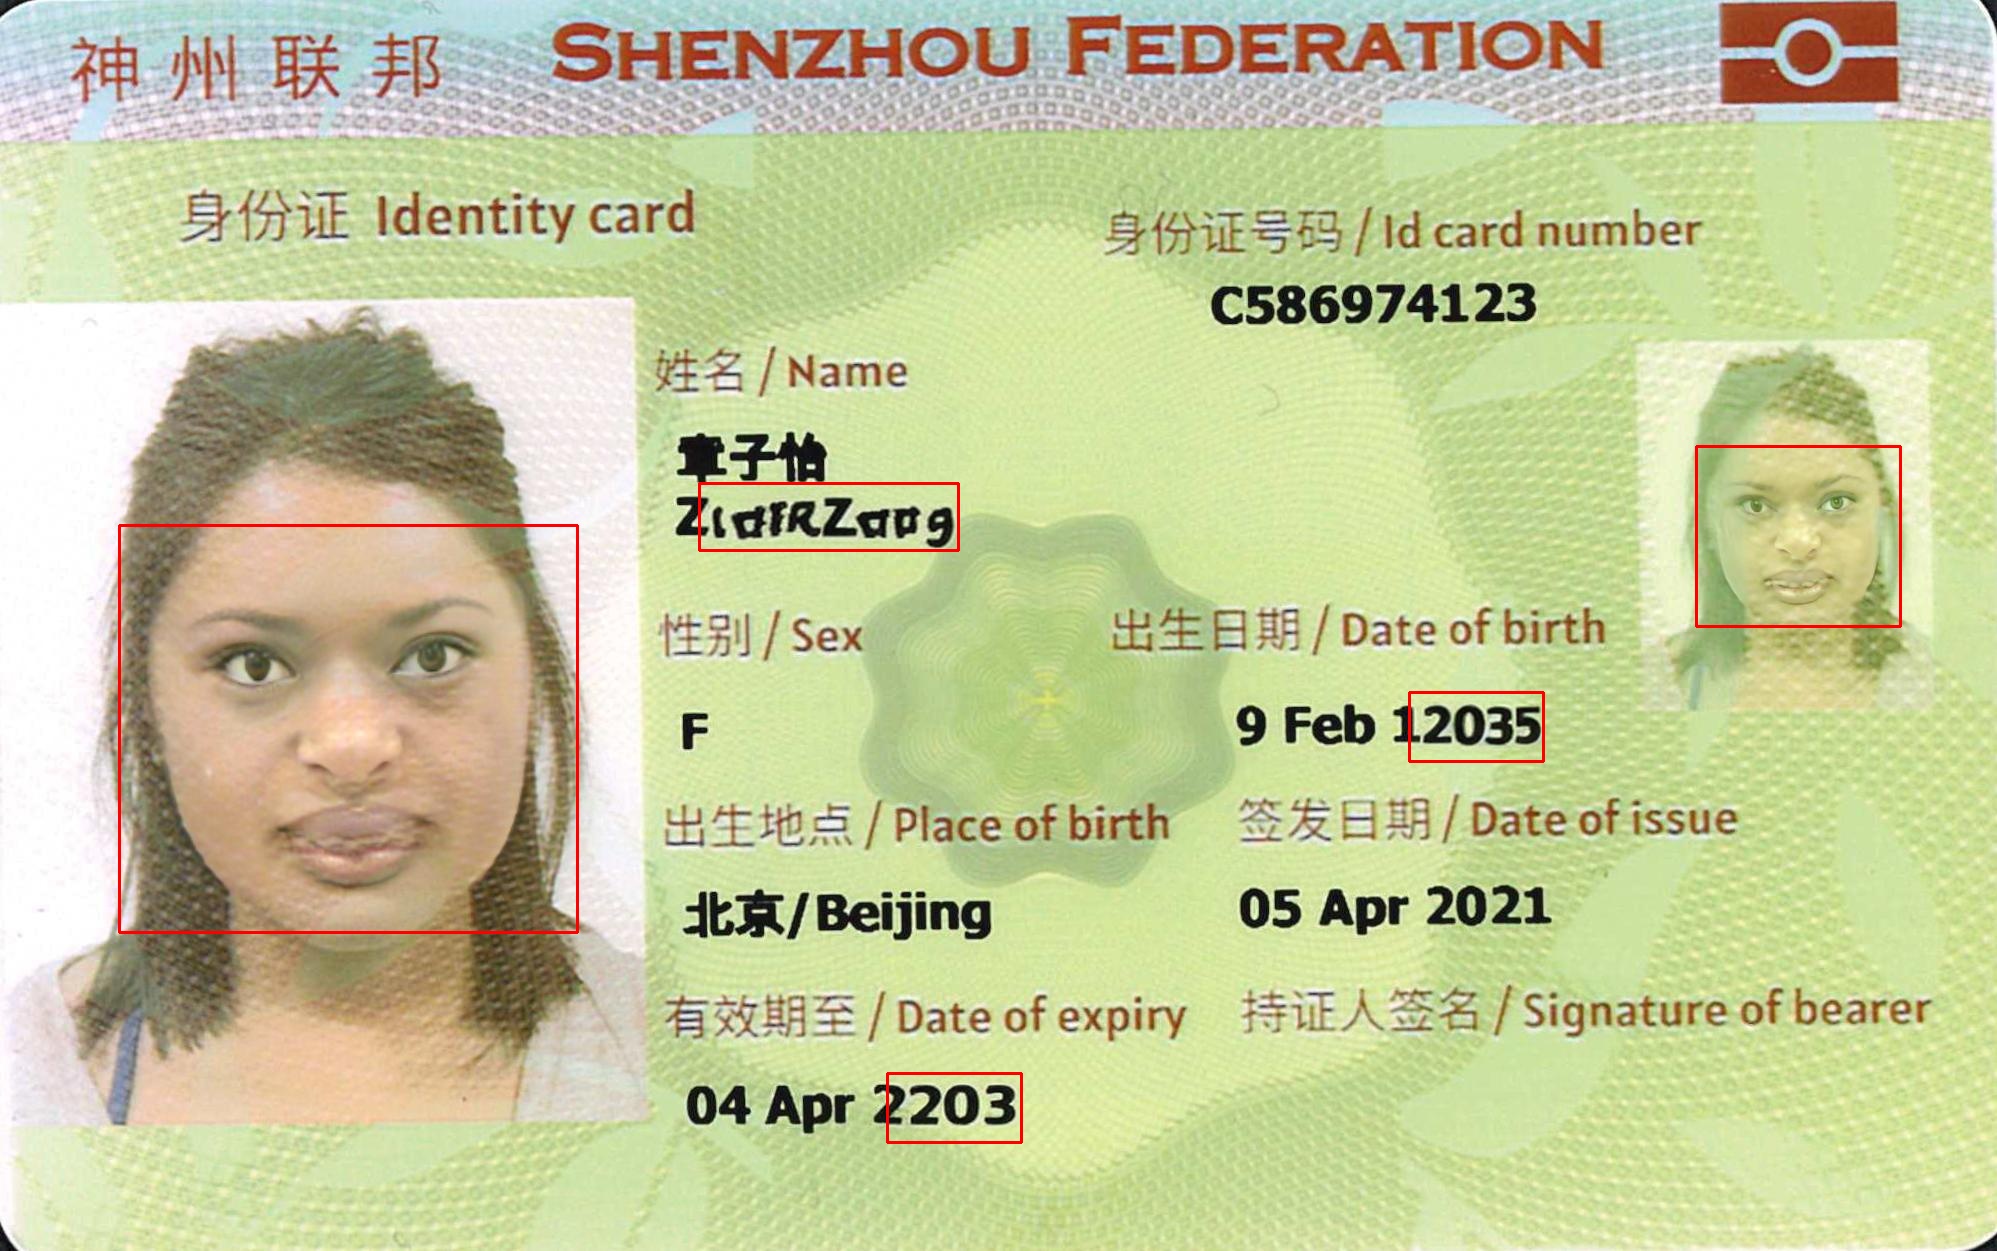 神州联邦 SHENZHOU FEDERATION
身份证 Identity card
身份证号码 / Id card number
C586974123
姓名 / Name
章子怡
性别 / Sex
出生日期 / Date of birth
F
9 Feb 12035
出生地点 / Place of birth
签发日期 / Date of issue
北京/Beijing
05 Apr 2021
有效期至 / Date of expiry
持证人签名 / Signature of bearer
04 Apr 2203